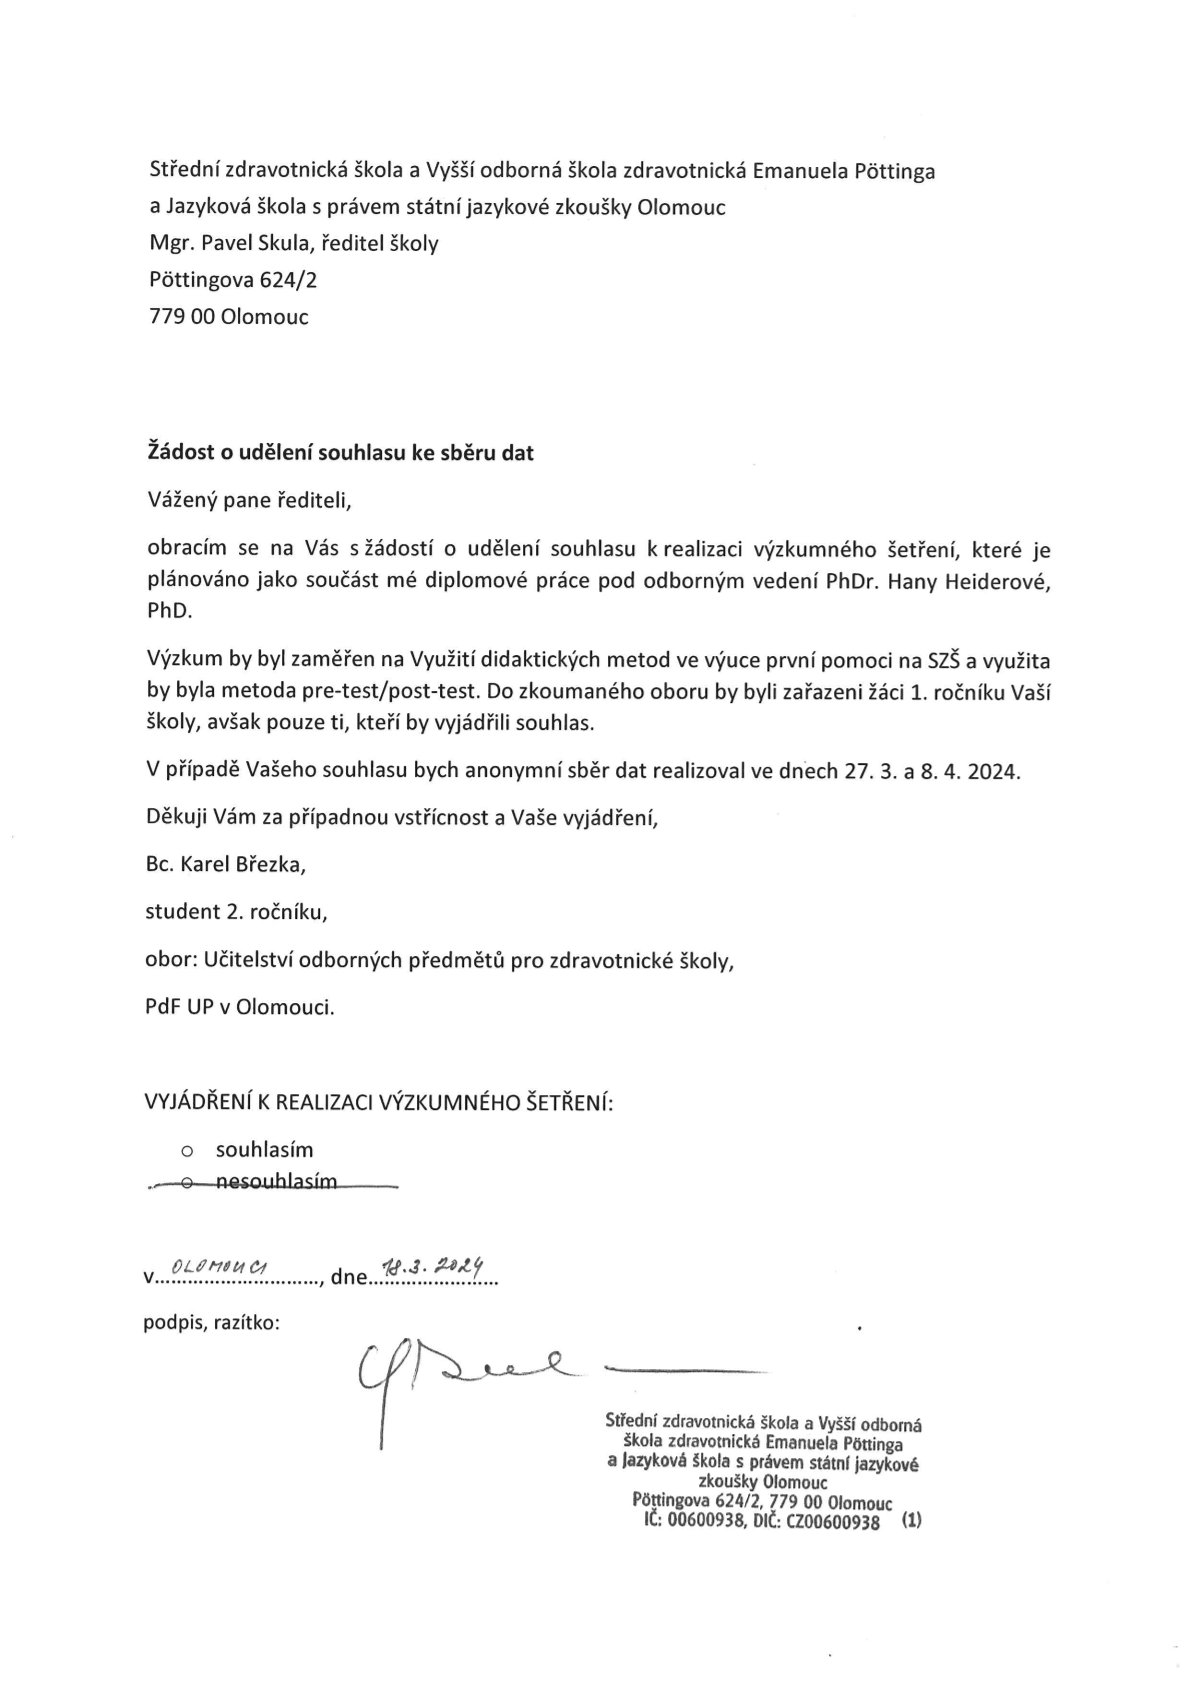 Střední zdravotnická škola a Vyšší odborná škola zdravotnická Emanuela Pöttinga
a Jazyková škola s právem státní jazykové zkoušky Olomouc
Mgr. Pavel Skula, ředitel školy
Pöttingova 624/2
779 00 Olomouc
Žádost o udělení souhlasu ke sběru dat
Vážený pane řediteli,
obracím se na Vás s žádostí o udělení souhlasu k realizaci výzkumného šetření, které je
plánováno jako součást mé diplomové práce pod odborným vedení PhDr. Hany Heiderové,
PhD.
Výzkum by byl zaměřen na Využití didaktických metod ve výuce první pomoci na SZŠ a využita
by byla metoda pre-test/post-test. Do zkoumaného oboru by byli zařazeni žáci 1. ročníku Vaší
školy, avšak pouze ti, kteří by vyjádřili souhlas.
V případě Vašeho souhlasu bych anonymní sběr dat realizoval ve dnech 27. 3. a 8. 4. 2024.
Děkuji Vám za případnou vstřícnost a Vaše vyjádření,
Bc. Karel Březka,
student 2. ročníku,
obor: Učitelství odborných předmětů pro zdravotnické školy,
PdF UP v Olomouci.
VYJÁDŘENÍ K REALIZACI VÝZKUMNÉHO ŠETŘENÍ:
o souhlasím
o nesouhlasím
v OLOMOUCI, dne 18.3. 2024
podpis, razítko:
Střední zdravotnická škola a Vyšší odborná
škola zdravotnická Emanuela Pöttinga
a Jazyková škola s právem státní jazykové
zkoušky Olomouc
Pöttingova 624/2, 779 00 Olomouc
IČ: 00600938, DIČ: CZ00600938 (1)